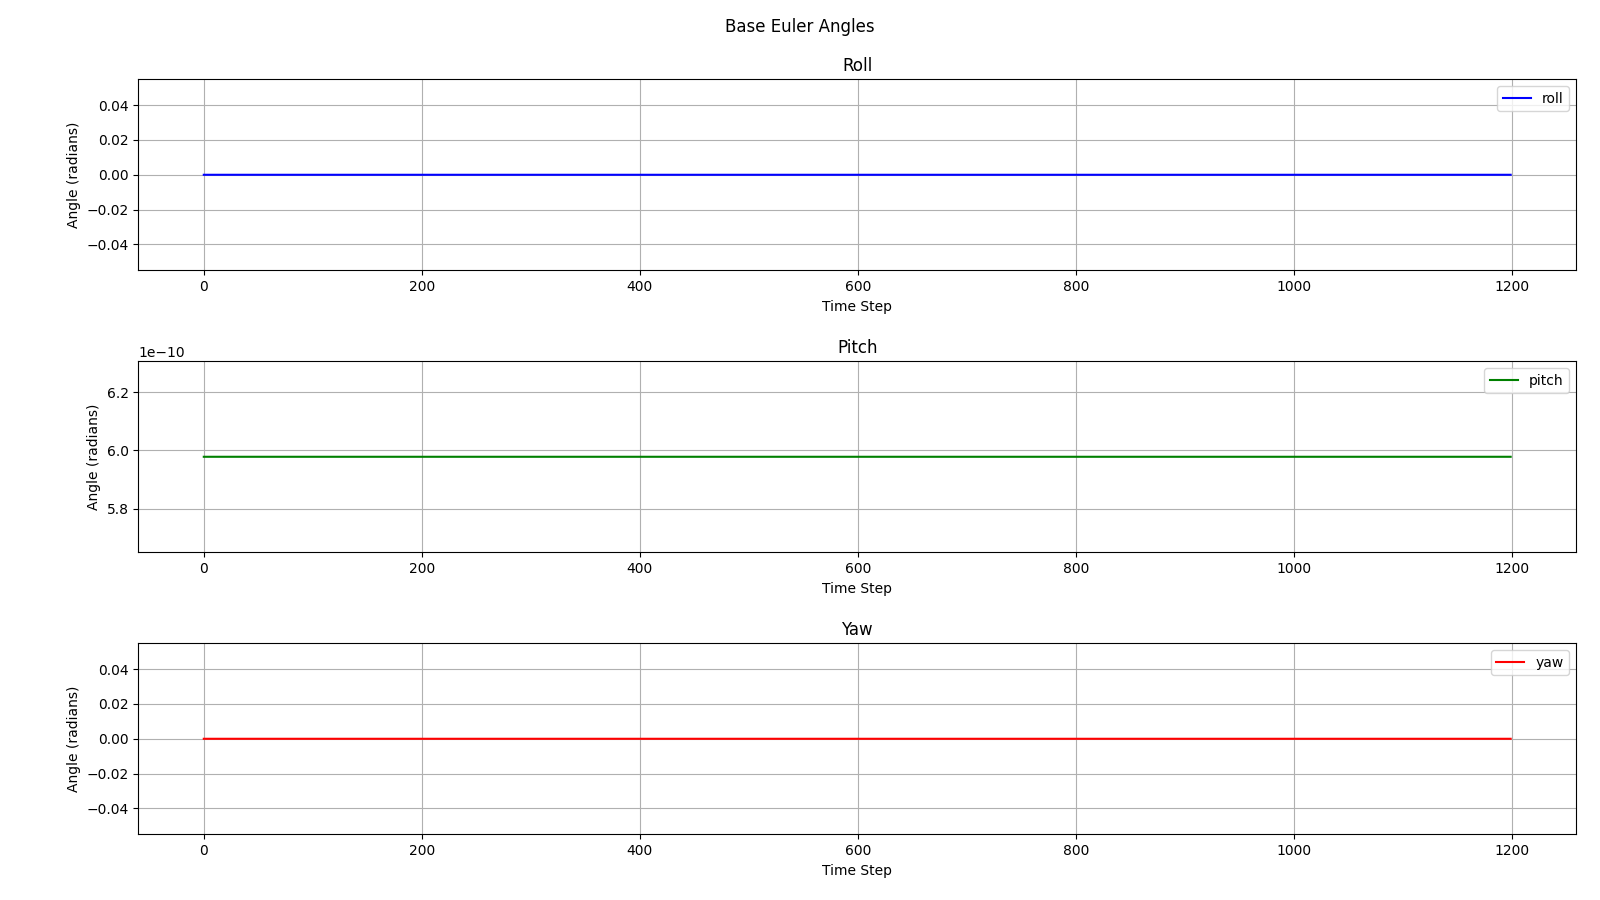 Base Euler Angles
Roll
Angle (radians)
0.04
0.02
0.00
−0.02
−0.04
roll
0 200 400 600 800 1000 1200
Time Step
Pitch
1e−10
Angle (radians)
6.2
6.0
5.8
pitch
0 200 400 600 800 1000 1200
Time Step
Yaw
Angle (radians)
0.04
0.02
0.00
−0.02
−0.04
yaw
0 200 400 600 800 1000 1200
Time Step